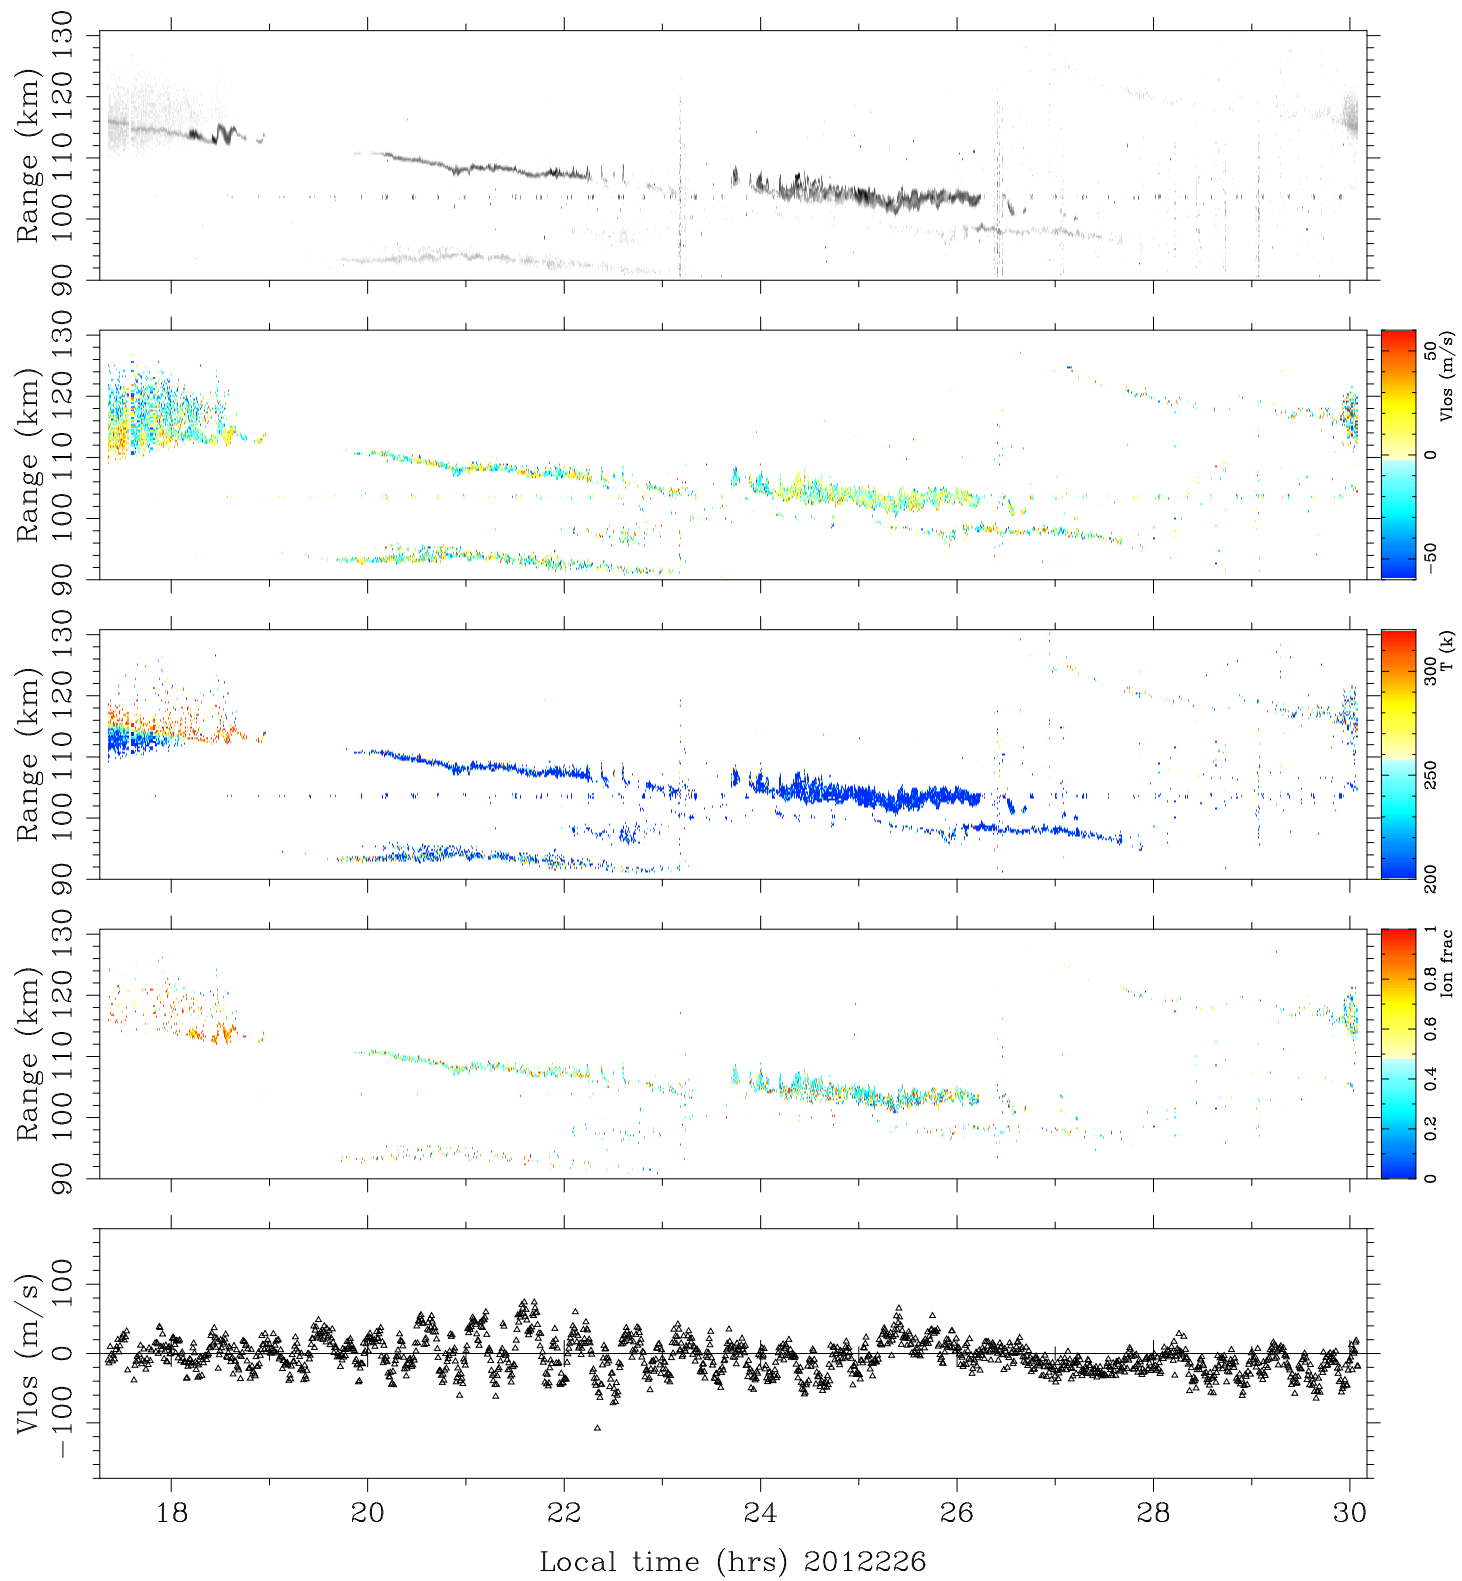 Range (km)
90 100 110 120 130
Range (km)
90 100 110 120 130
−50 0 50
Vlos (m/s)
Range (km)
90 100 110 120 130
200 250 300
T (k)
Range (km)
90 100 110 120 130
0 0.2 0.4 0.6 0.8 1
Ion frac
Vlos (m/s)
−100 0 100
18 20 22 24 26 28 30
Local time (hrs) 2012226